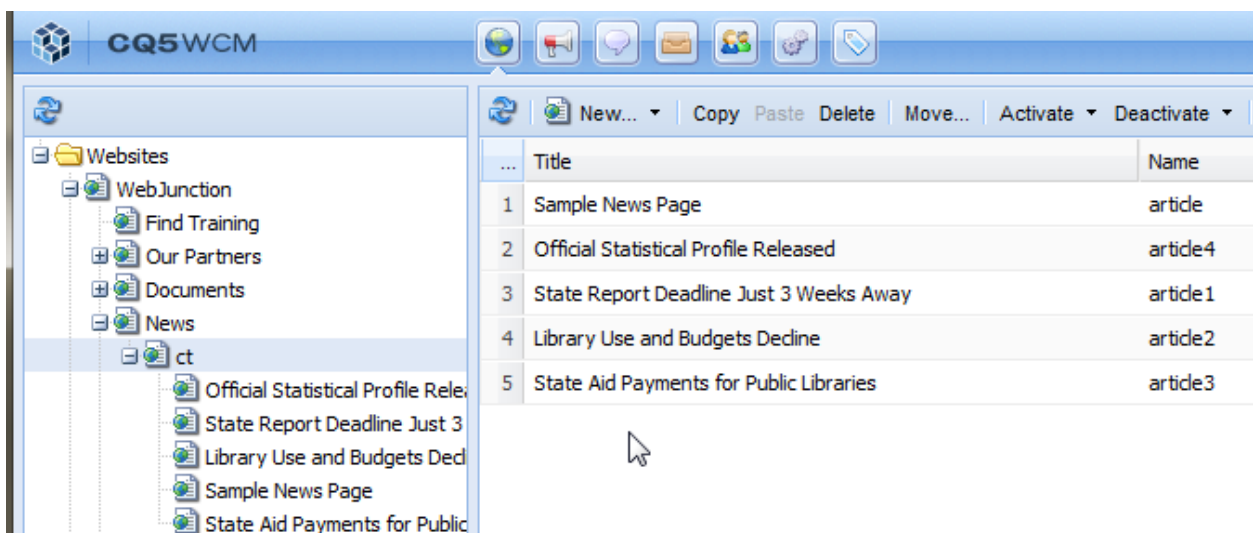 CQ5 WCM
New... Copy Paste Delete Move... Activate Deactivate
Websites
WebJunction
Find Training
Our Partners
Documents
News
ct
Official Statistical Profile Relea
State Report Deadline Just 3
Library Use and Budgets Decl
Sample News Page
State Aid Payments for Public
... Title Name
1 Sample News Page article
2 Official Statistical Profile Released article4
3 State Report Deadline Just 3 Weeks Away article1
4 Library Use and Budgets Decline article2
5 State Aid Payments for Public Libraries article3